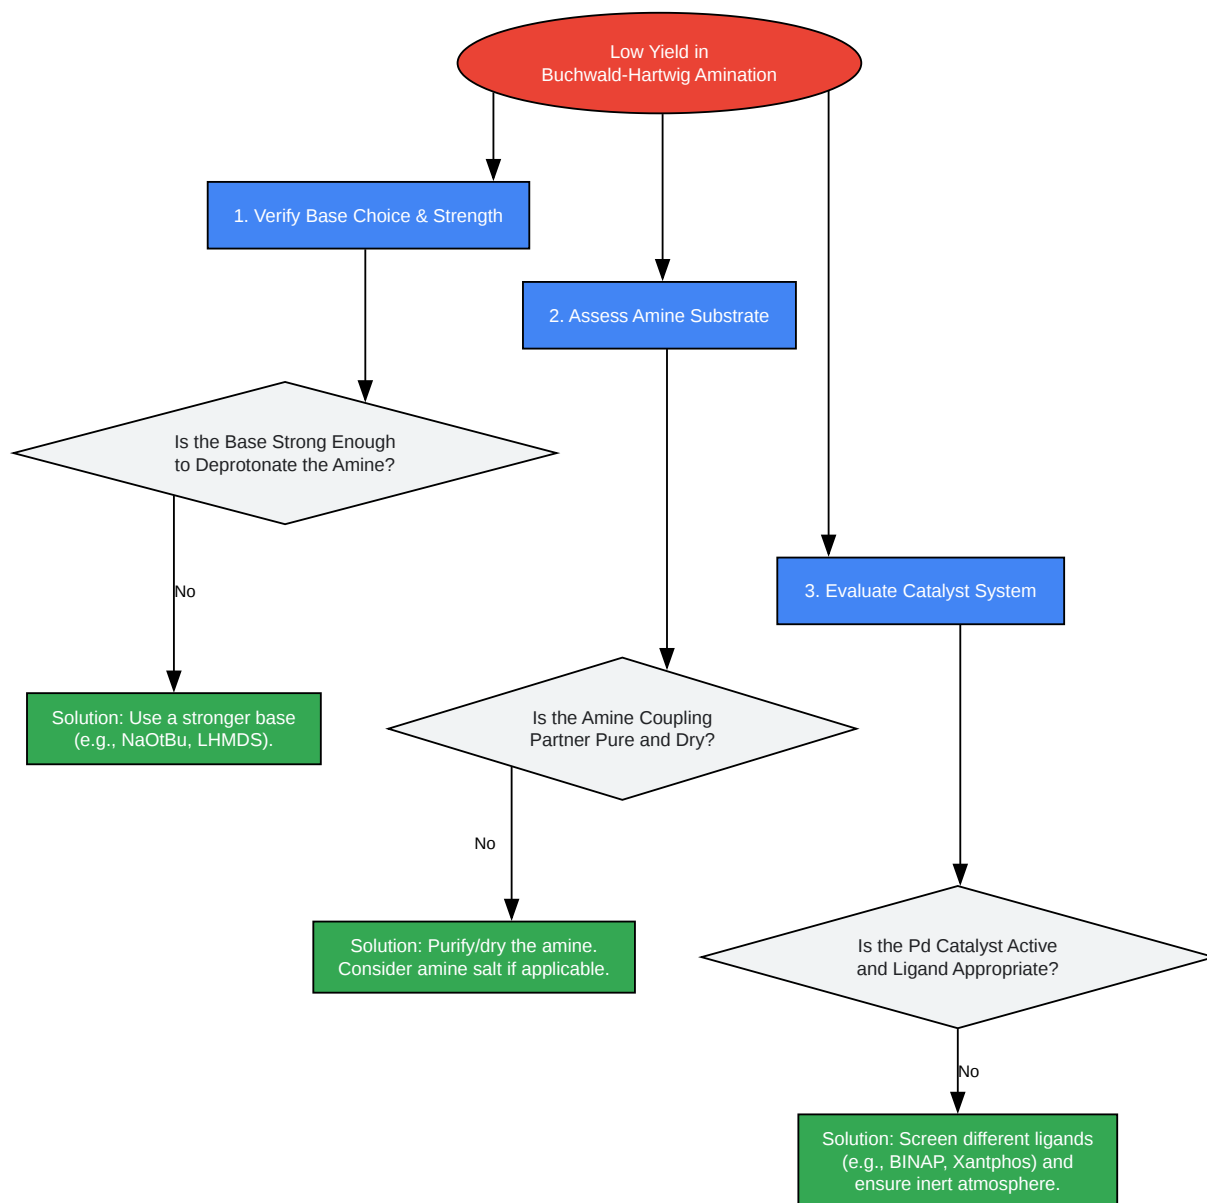 Low Yield in
Buchwald-Hartwig Amination
1. Verify Base Choice & Strength
2. Assess Amine Substrate
Is the Base Strong Enough
to Deprotonate the Amine?
No
3. Evaluate Catalyst System
Solution: Use a stronger base
(e.g., NaOtBu, LHMDS).
Is the Amine Coupling
Partner Pure and Dry?
No
Solution: Purify/dry the amine.
Consider amine salt if applicable.
Is the Pd Catalyst Active
and Ligand Appropriate?
No
Solution: Screen different ligands
(e.g., BINAP, Xantphos) and
ensure inert atmosphere.